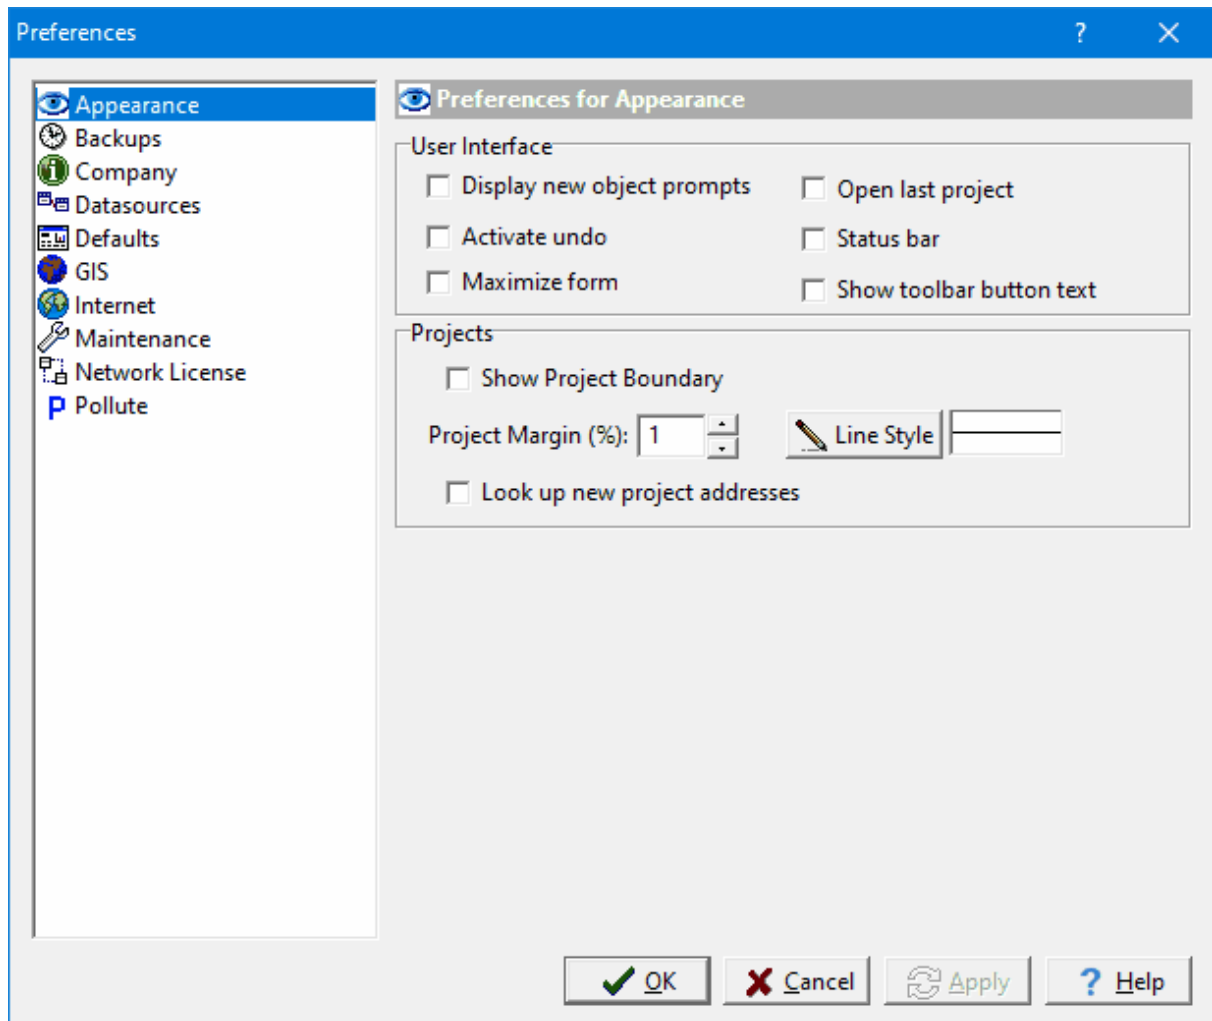 Preferences
?
Appearance
Backups
Company
Datasources
Defaults
GIS
Internet
Maintenance
Network License
P Pollute
Preferences for Appearance
User Interface
Display new object prompts
Open last project
Activate undo
Status bar
Maximize form
Show toolbar button text
Projects
Show Project Boundary
Project Margin (%): 1
Line Style
Look up new project addresses
OK
Cancel
Apply
? Help